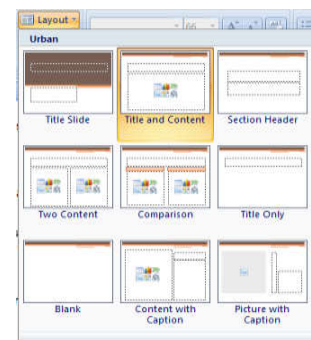 Layout
Urban
Title Slide
Title and Content
Section Header
Two Content
Comparison
Title Only
Blank
Content with
Caption
Picture with
Caption